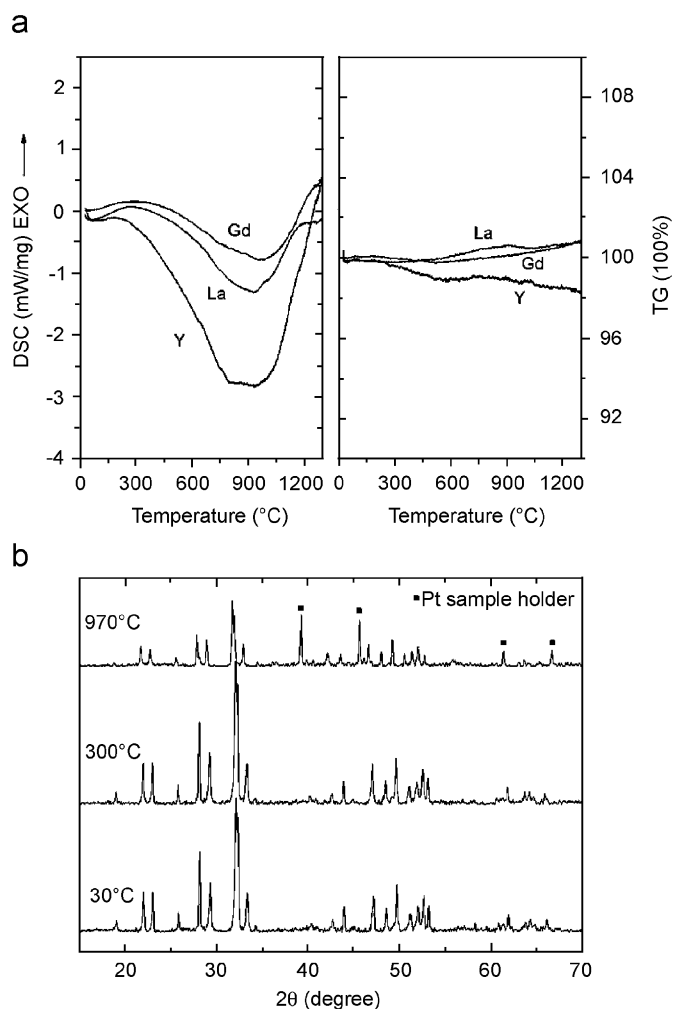 a
DSC (mW/mg) EXO
2
1
0
-1
-2
-3
-4
Gd
La
Y
0 300 600 900 1200
Temperature (°C)
La
Gd
Y
108
104
100
96
92
TG (100%)
0 300 600 900 1200
Temperature (°C)
b
Pt sample holder
970°C
300°C
30°C
20 30 40 50 60 70
2θ (degree)